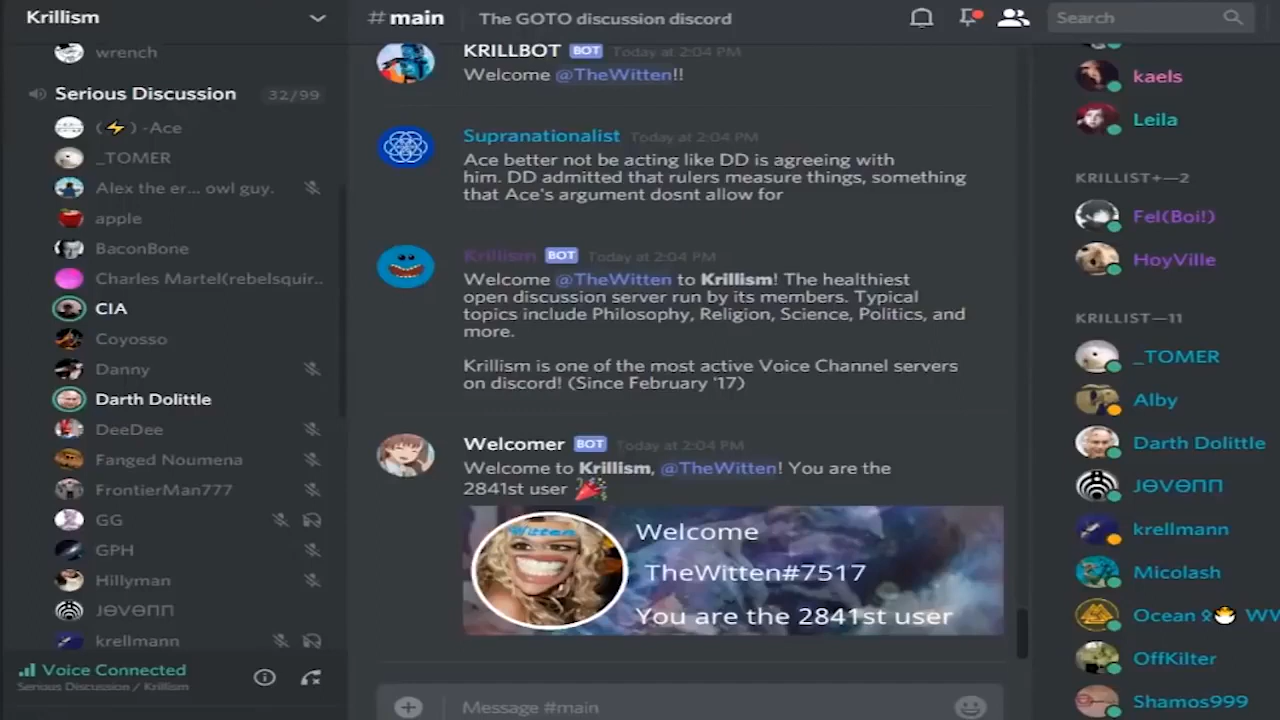 Krillism
wrench
Serious Discussion 32/99
(⚡) -Ace
_TOMER
Alex the er... owl guy.
apple
BaconBone
Charles Martel(rebelsquir..
CIA
Coyosso
Danny
Darth Dolittle
DeeDee
Fanged Noumena
FrontierMan777
GG
GPH
Hillyman
JѲVѲΠΠ
krellmann
Voice Connected
Serious Discussion / Krillism
#main The GOTO discussion discord
Search
KRILLBOT BOT Today at 2:04 PM
Welcome @TheWitten!!
Supranationalist Today at 2:04 PM
Ace better not be acting like DD is agreeing with
him. DD admitted that rulers measure things, something
that Ace's argument dosnt allow for
Krillism BOT Today at 2:04 PM
Welcome @TheWitten to Krillism! The healthiest
open discussion server run by its members. Typical
topics include Philosophy, Religion, Science, Politics, and
more.
Krillism is one of the most active Voice Channel servers
on discord! (Since February '17)
Welcomer BOT Today at 2:04 PM
Welcome to Krillism, @TheWitten! You are the
2841st user 🎉
Witten
Welcome
TheWitten#7517
You are the 2841st user
Message #main
kaels
Leila
KRILLIST+—2
Fel(Boi!)
HoyVille
KRILLIST—11
_TOMER
Alby
Darth Dolittle
JѲVѲΠΠ
krellmann
Micolash
Ocean
OffKilter
Shamos999